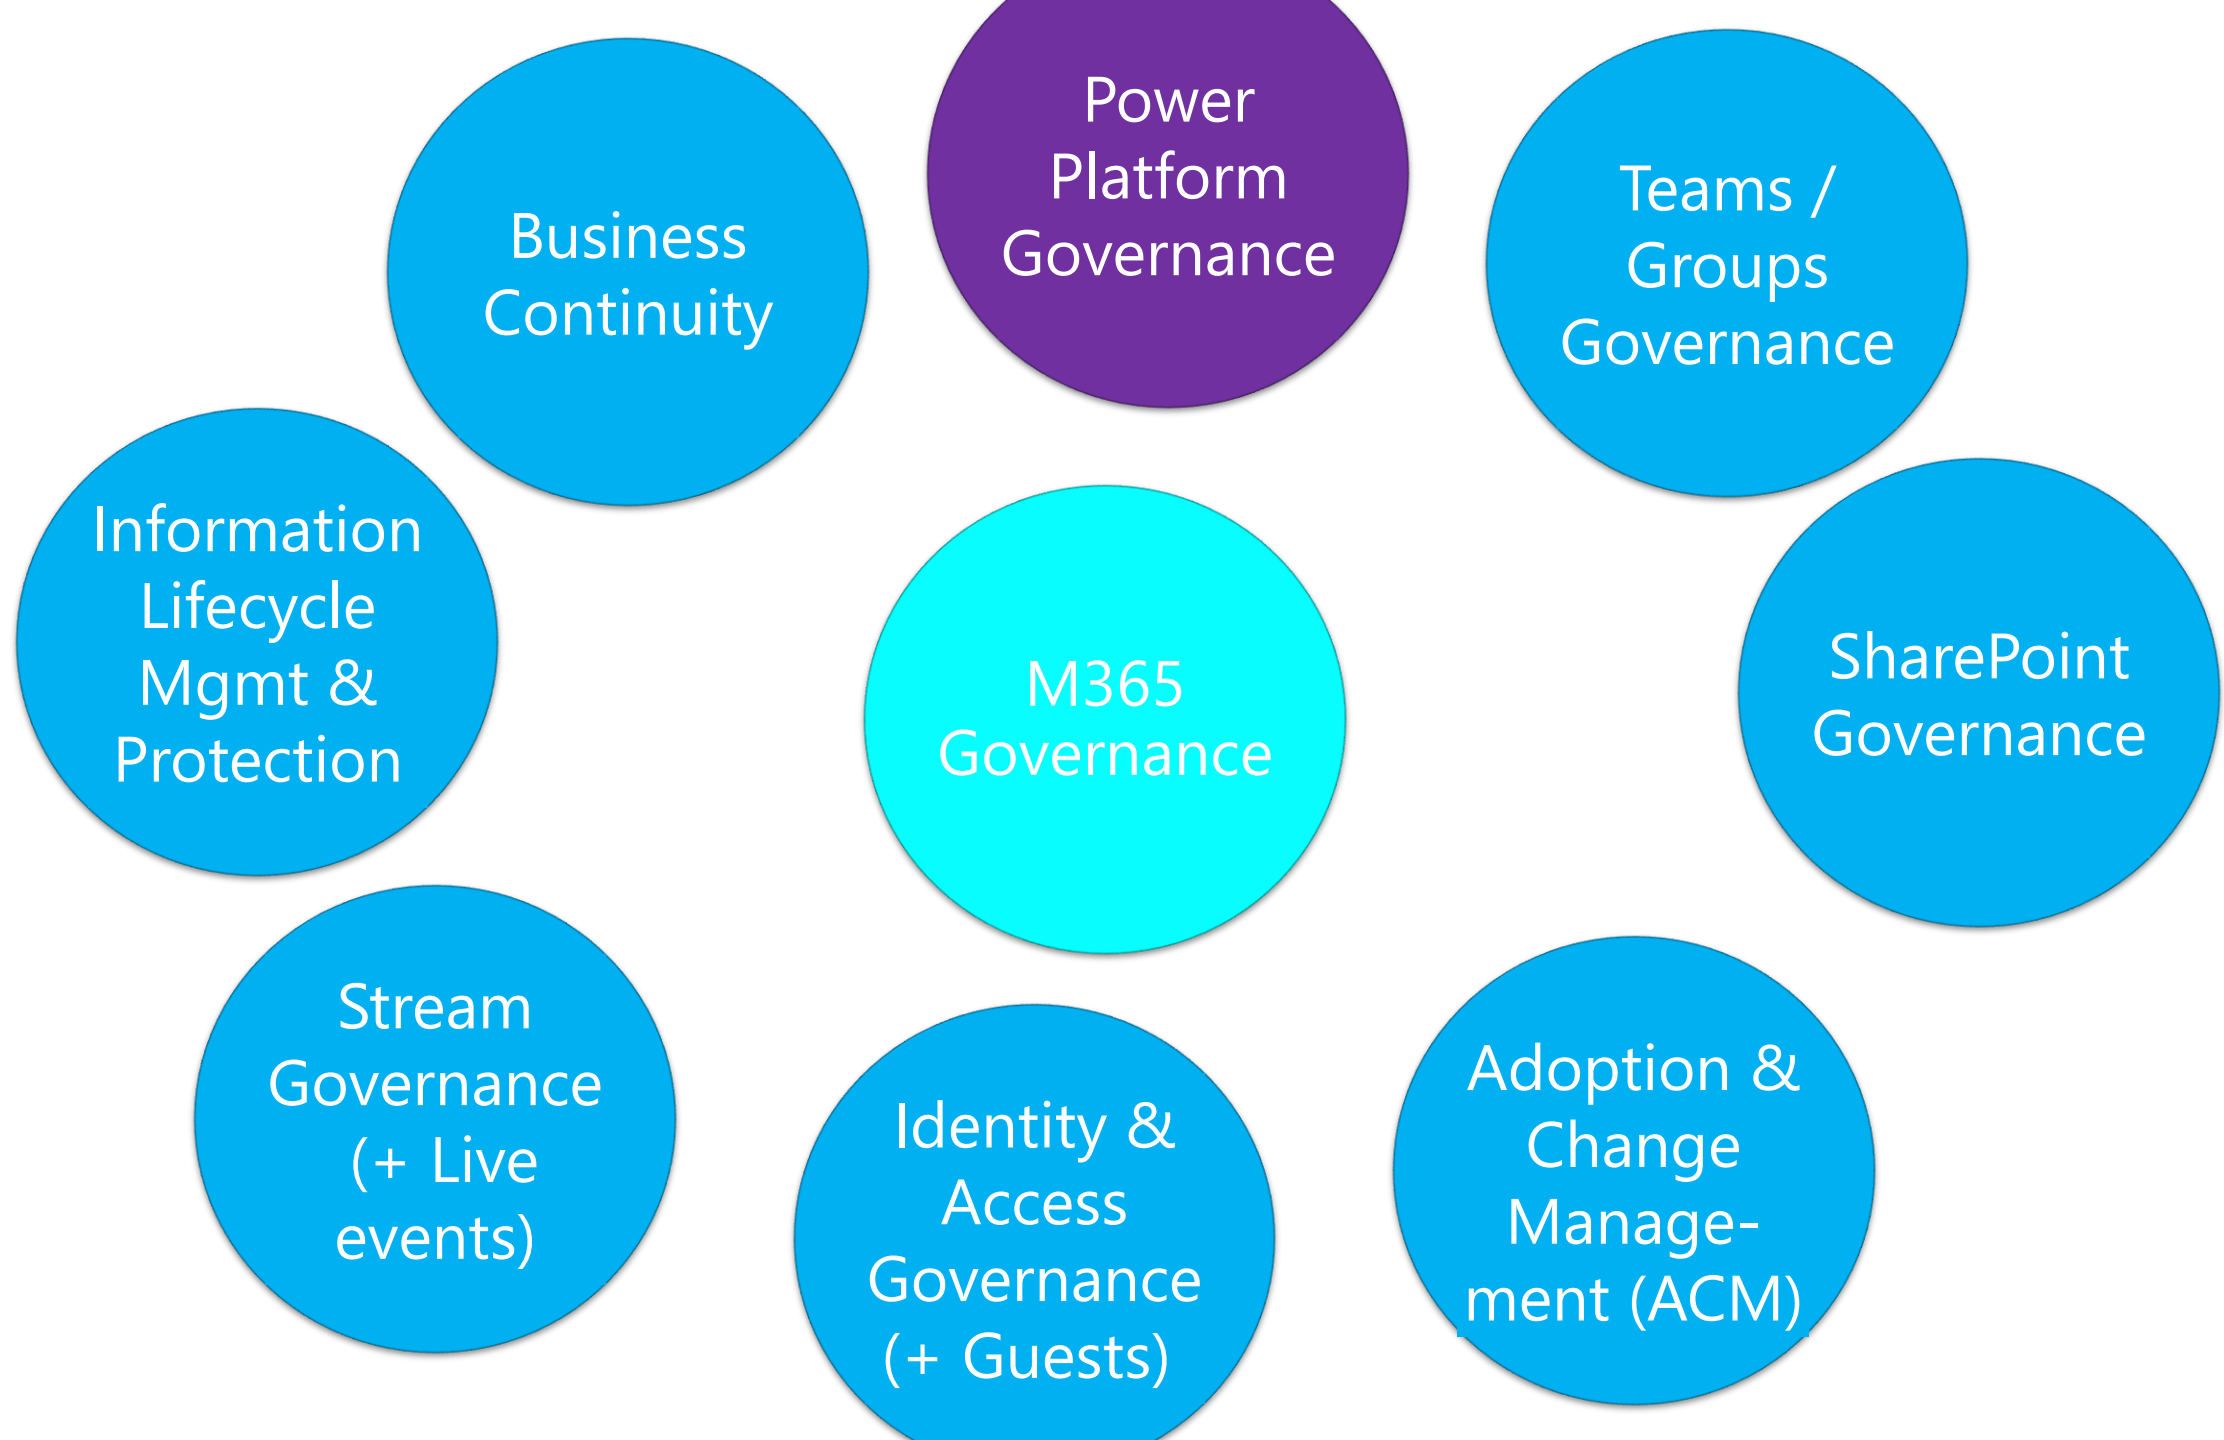 Power
Platform
Governance
Business
Continuity
Teams /
Groups
Governance
Information
Lifecycle
Mgmt &
Protection
M365
Governance
SharePoint
Governance
Stream
Governance
(+ Live
events)
Identity &
Access
Governance
(+ Guests)
Adoption &
Change
Manage-
ment (ACM)